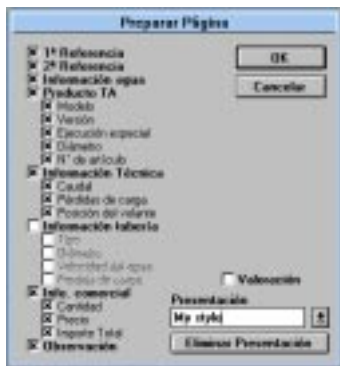 Preparar Página
1ª Referencia
2ª Referencia
Información agua
Producto TA
Modelo
Versión
Ejecución especial
Diámetro
N° de artículo
Información Técnica
Caudal
Pérdidas de carga
Posición del volante
Información tubería
Tipo
Diámetro
Velocidad del agua
Perdida de carga
Info. comercial
Cantidad
Precio
Importe Total
Observación
OK
Cancelar
Valoración
Presentación
My style
Eliminar Presentación